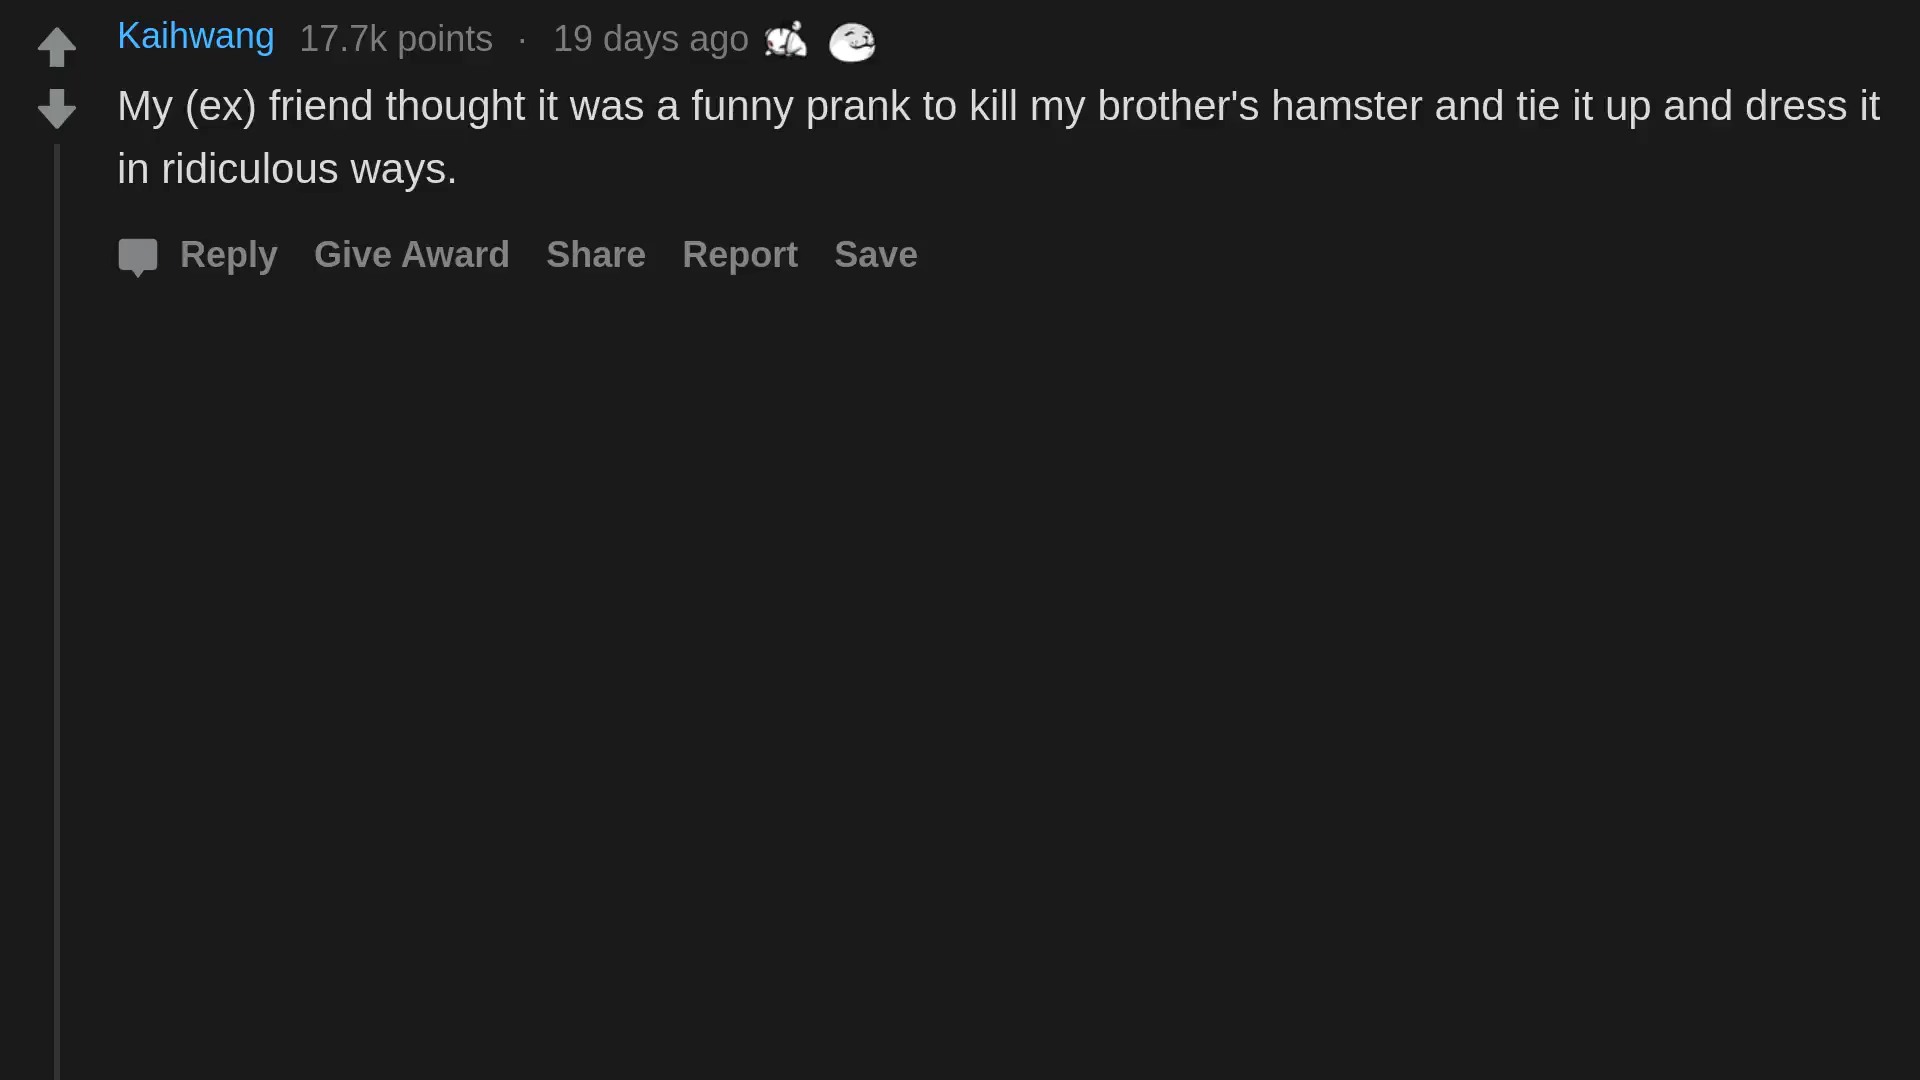 Kaihwang 17.7k points · 19 days ago
My (ex) friend thought it was a funny prank to kill my brother's hamster and tie it up and dress it
in ridiculous ways.
Reply Give Award Share Report Save